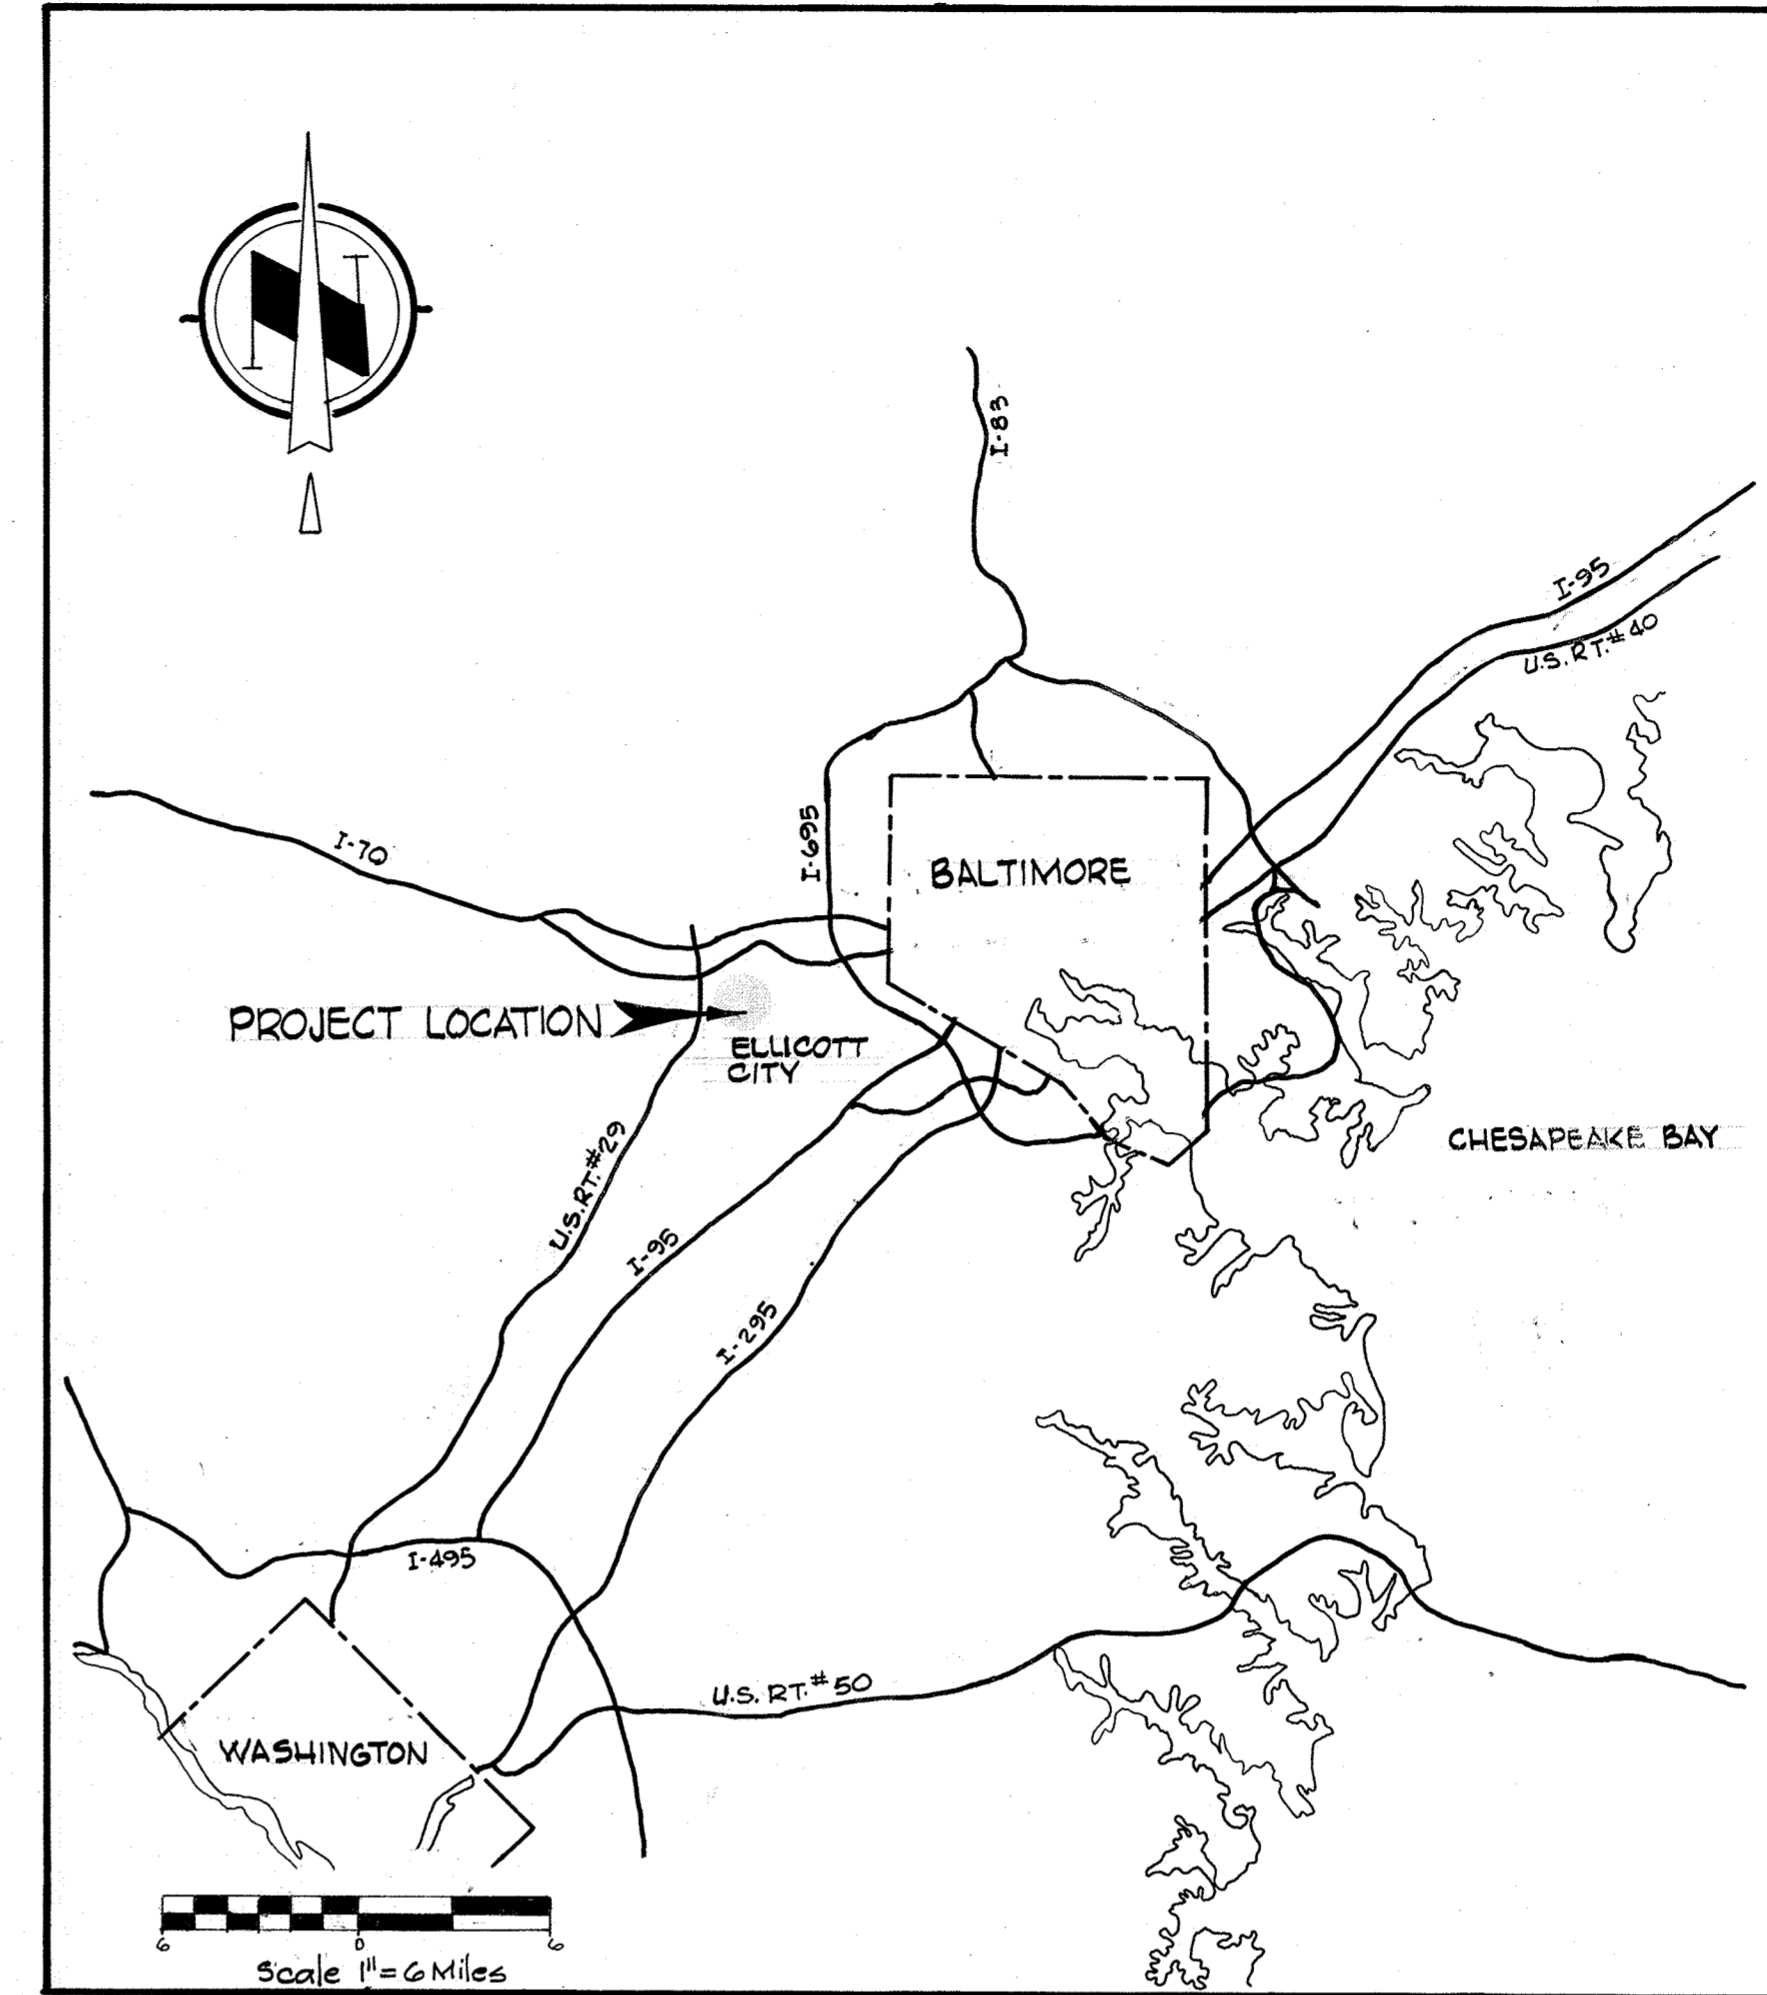 N
I-83
I-95
U.S. RT. #40
I-70
I-695
BALTIMORE
PROJECT LOCATION
ELLICOTT
CITY
CHESAPEAKE BAY
U.S. RT. #29
I-95
I-295
I-495
U.S. RT. #50
WASHINGTON
6 0 6
Scale 1" = 6 Miles